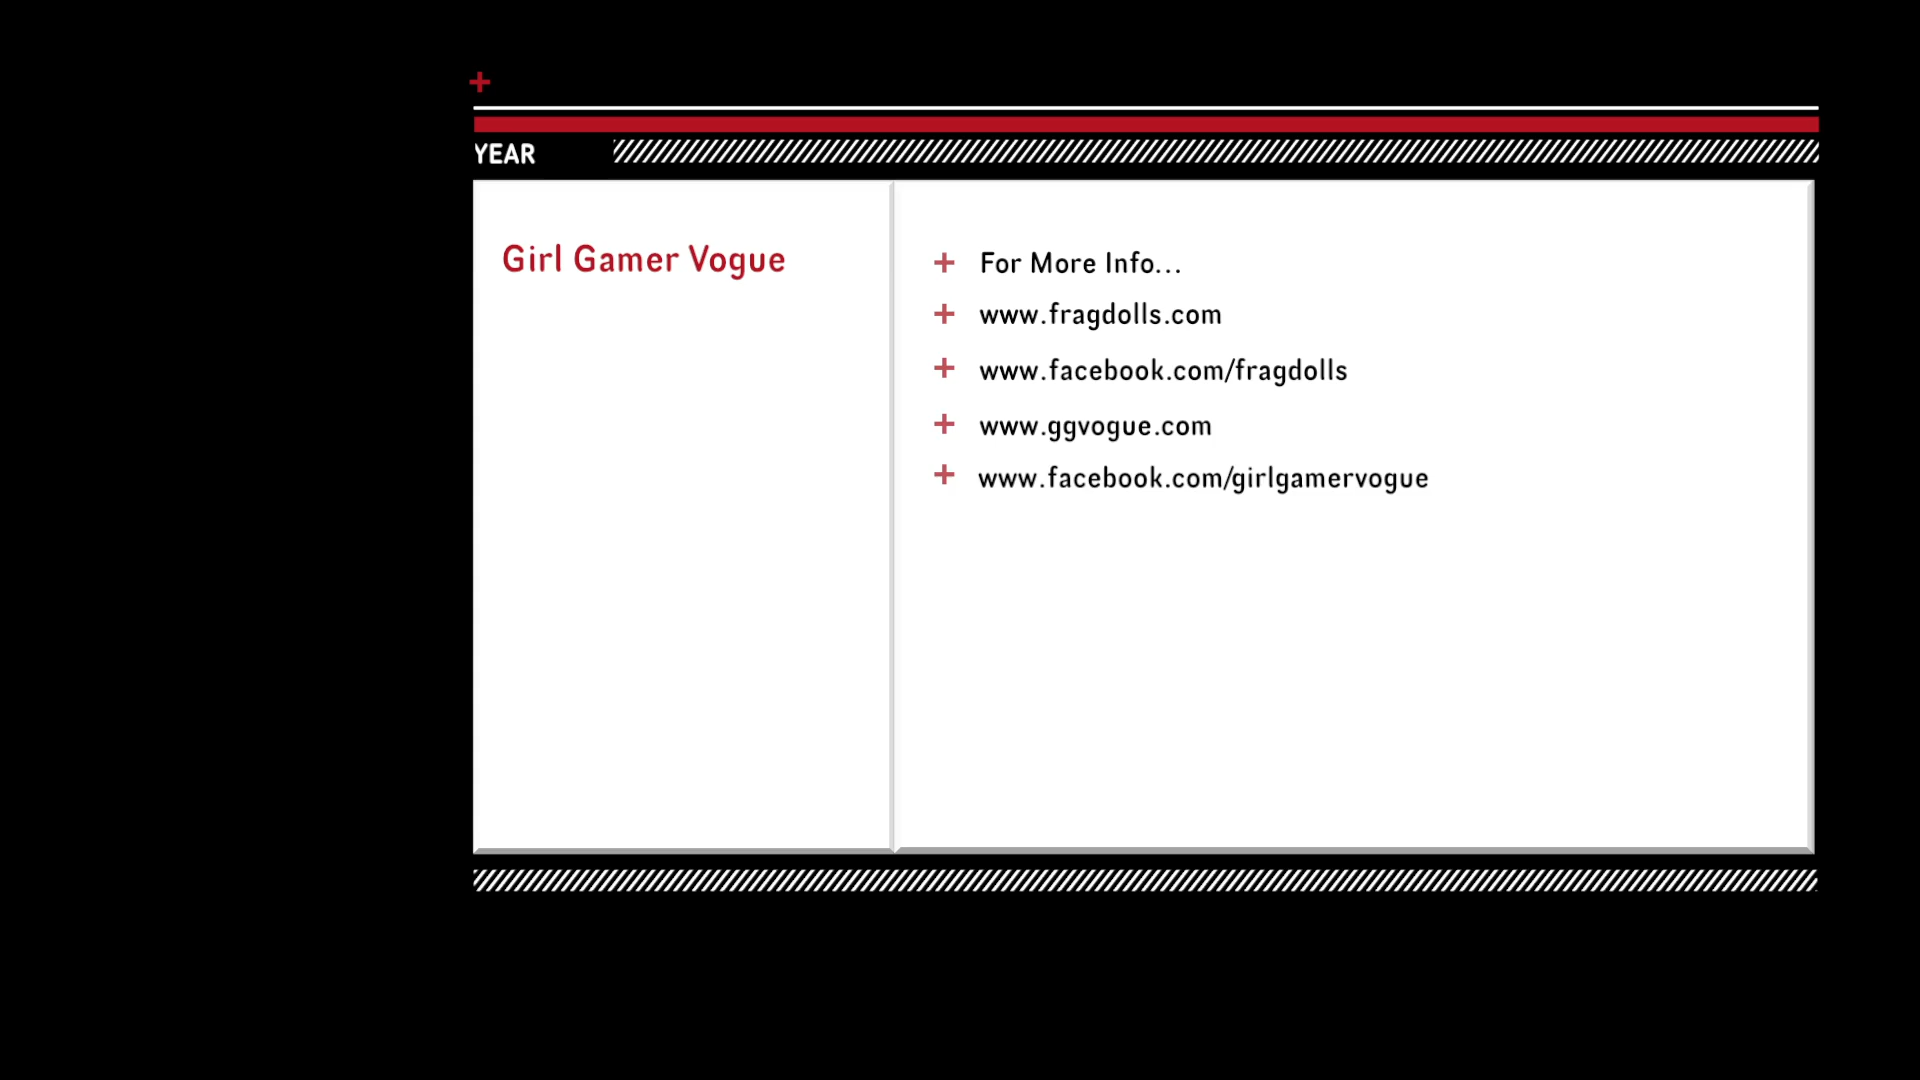 YEAR
Girl Gamer Vogue
For More Info...
www.fragdolls.com
www.facebook.com/fragdolls
www.ggvogue.com
www.facebook.com/girlgamervogue